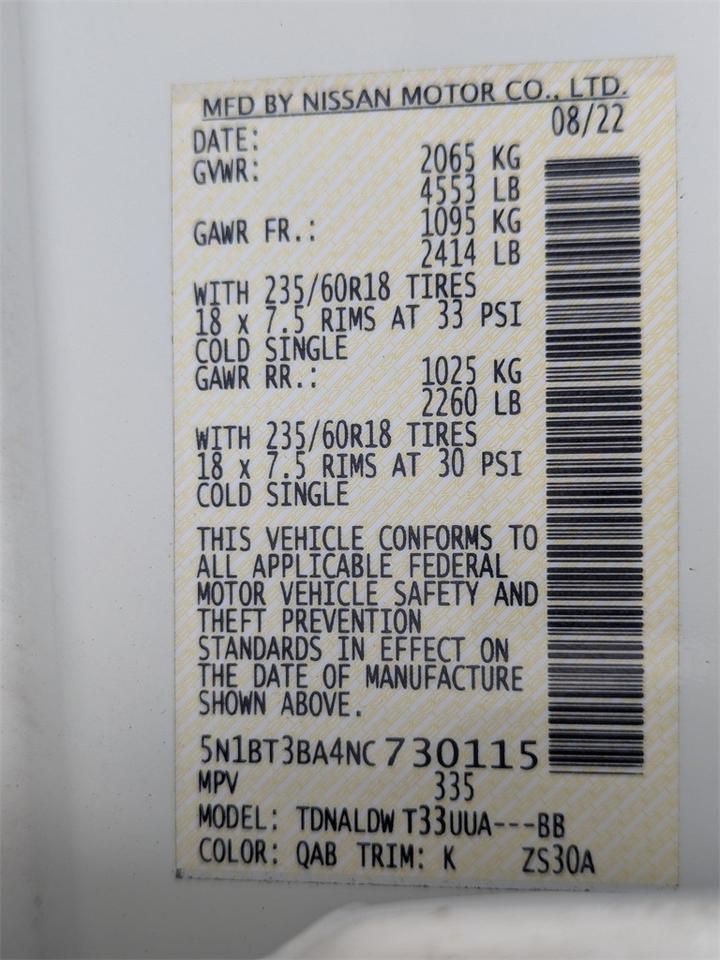 MFD BY NISSAN MOTOR CO., LTD.
DATE: 08/22
GVWR: 2065 KG
4553 LB
GAWR FR.: 1095 KG
2414 LB
WITH 235/60R18 TIRES
18 x 7.5 RIMS AT 33 PSI
COLD SINGLE
GAWR RR.: 1025 KG
2260 LB
WITH 235/60R18 TIRES
18 x 7.5 RIMS AT 30 PSI
COLD SINGLE
THIS VEHICLE CONFORMS TO
ALL APPLICABLE FEDERAL
MOTOR VEHICLE SAFETY AND
THEFT PREVENTION
STANDARDS IN EFFECT ON
THE DATE OF MANUFACTURE
SHOWN ABOVE.
5N1BT3BA4NC730115
MPV 335
MODEL: TDNALDW T33UUA---BB
COLOR: QAB TRIM: K ZS30A